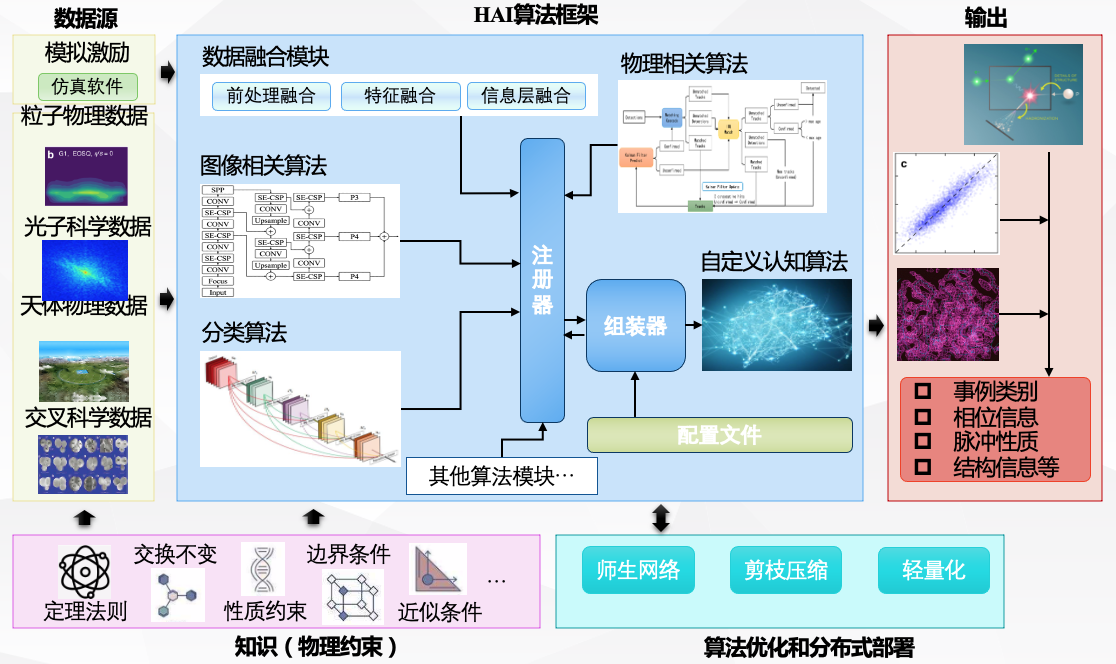 数据源
HAI算法框架
输出
模拟激励
仿真软件
粒子物理数据
b G1, EOSQ, φ/s = 0
光子科学数据
天体物理数据
交叉科学数据
数据融合模块
前处理融合
特征融合
信息层融合
图像相关算法
SPP
CONV
SE-CSP
CONV
SE-CSP
CONV
SE-CSP
CONV
Focus
Input
SE-CSP
CONV
Upsample
SE-CSP
CONV
Upsample
SE-CSP
CONV
SE-CSP
CONV
SE-CSP
P3
P4
P4
分类算法
其他算法模块…
注册器
物理相关算法
自定义认知算法
组装器
配置文件
c
事例类别
相位信息
脉冲性质
结构信息等
定理法则
交换不变
性质约束
边界条件
近似条件
…
知识（物理约束）
师生网络
剪枝压缩
轻量化
算法优化和分布式部署